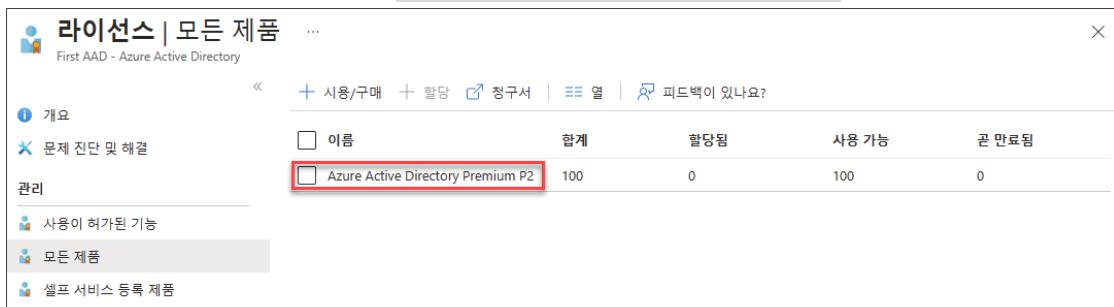 라이선스 | 모든 제품 ...
First AAD - Azure Active Directory
개요
문제 진단 및 해결
관리
사용이 허가된 기능
모든 제품
셀프 서비스 등록 제품
시용/구매 할당 청구서 열 피드백이 있나요?
이름 합계 할당됨 사용 가능 곧 만료됨
Azure Active Directory Premium P2 100 0 100 0